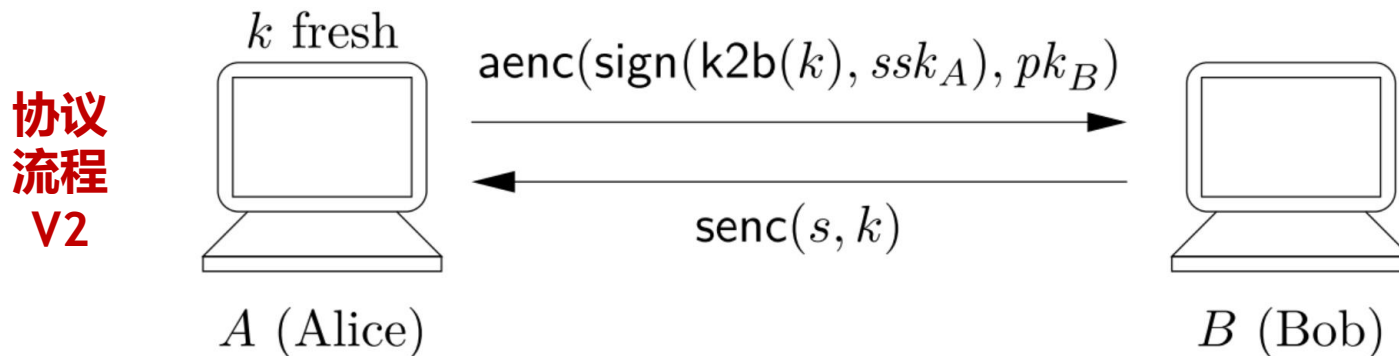 协议
流程
V2
k fresh
aenc(sign(k2b(k), ssk_A), pk_B)
senc(s, k)
A (Alice)
B (Bob)